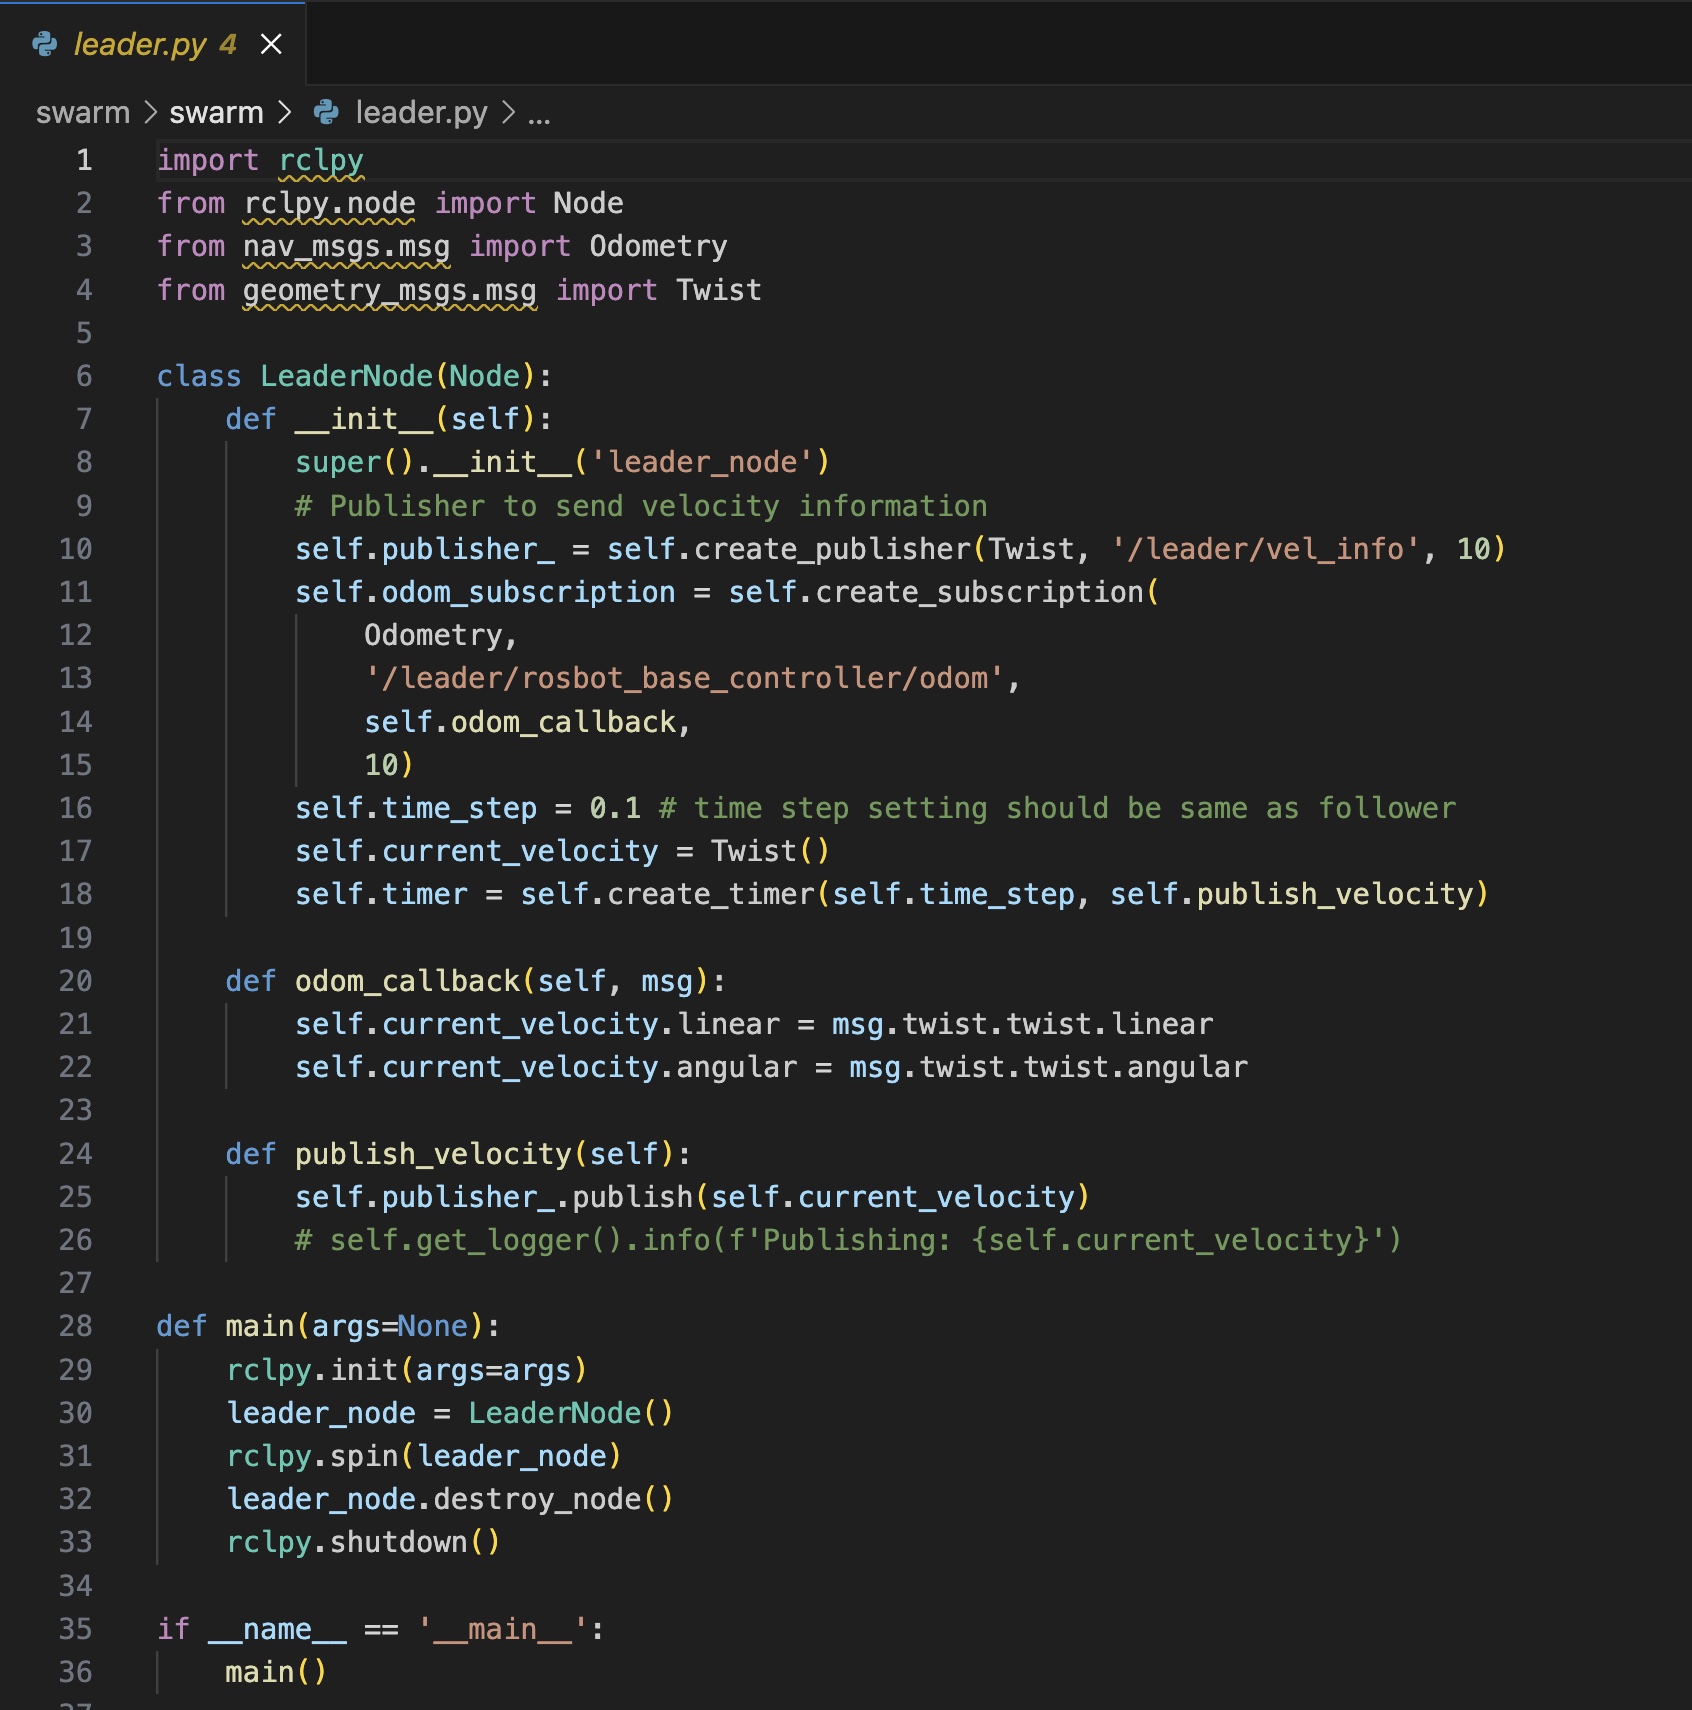 leader.py 4
swarm > swarm > leader.py > ...
1 import rclpy
2 from rclpy.node import Node
3 from nav_msgs.msg import Odometry
4 from geometry_msgs.msg import Twist
5
6 class LeaderNode(Node):
7     def __init__(self):
8         super().__init__('leader_node')
9         # Publisher to send velocity information
10         self.publisher_ = self.create_publisher(Twist, '/leader/vel_info', 10)
11         self.odom_subscription = self.create_subscription(
12             Odometry,
13             '/leader/rosbot_base_controller/odom',
14             self.odom_callback,
15             10)
16         self.time_step = 0.1 # time step setting should be same as follower
17         self.current_velocity = Twist()
18         self.timer = self.create_timer(self.time_step, self.publish_velocity)
19
20     def odom_callback(self, msg):
21         self.current_velocity.linear = msg.twist.twist.linear
22         self.current_velocity.angular = msg.twist.twist.angular
23
24     def publish_velocity(self):
25         self.publisher_.publish(self.current_velocity)
26         # self.get_logger().info(f'Publishing: {self.current_velocity}')
27
28 def main(args=None):
29     rclpy.init(args=args)
30     leader_node = LeaderNode()
31     rclpy.spin(leader_node)
32     leader_node.destroy_node()
33     rclpy.shutdown()
34
35 if __name__ == '__main__':
36     main()
37